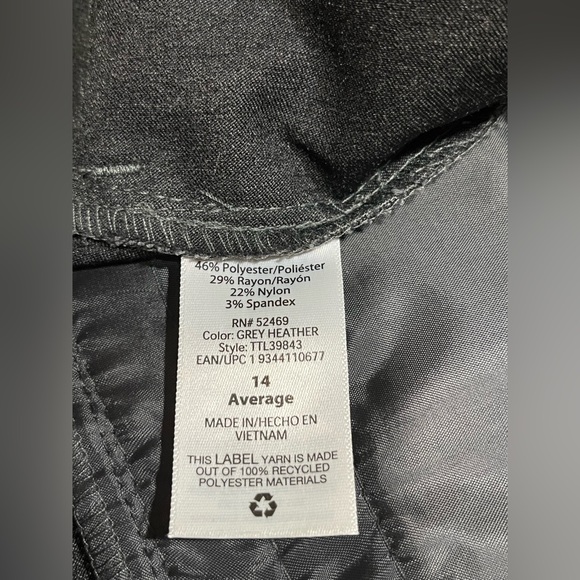 46% Polyester/Poliéster
29% Rayon/Rayón
22% Nylon
3% Spandex
RN# 52469
Color: GREY HEATHER
Style: TTL39843
EAN/UPC 1 9344110677
14
Average
MADE IN/HECHO EN
VIETNAM
THIS LABEL YARN IS MADE
OUT OF 100% RECYCLED
POLYESTER MATERIALS